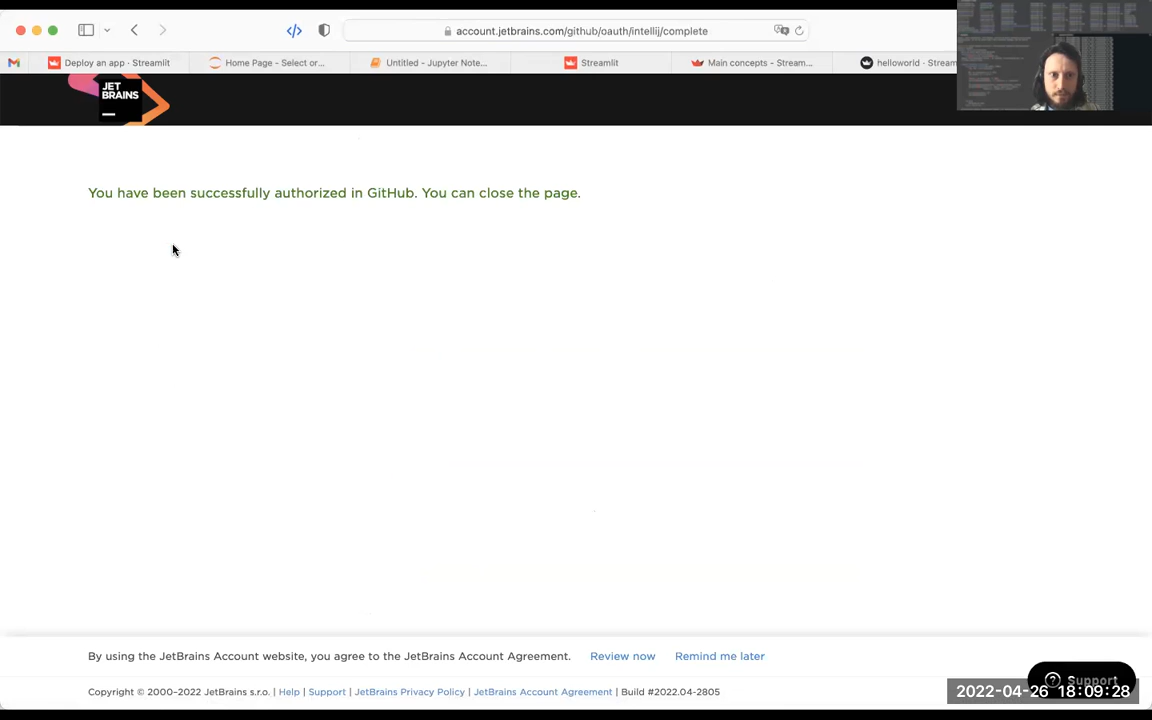 account.jetbrains.com/github/oauth/intellij/complete
Deploy an app · Streamlit
Home Page - Select or...
Untitled - Jupyter Note...
Streamlit
Main concepts - Stream...
helloworld · Stream
JET
BRAINS
You have been successfully authorized in GitHub. You can close the page.
By using the JetBrains Account website, you agree to the JetBrains Account Agreement. Review now Remind me later
Copyright © 2000–2022 JetBrains s.r.o. | Help | Support | JetBrains Privacy Policy | JetBrains Account Agreement | Build #2022.04-2805
Support
2022-04-26 18:09:28